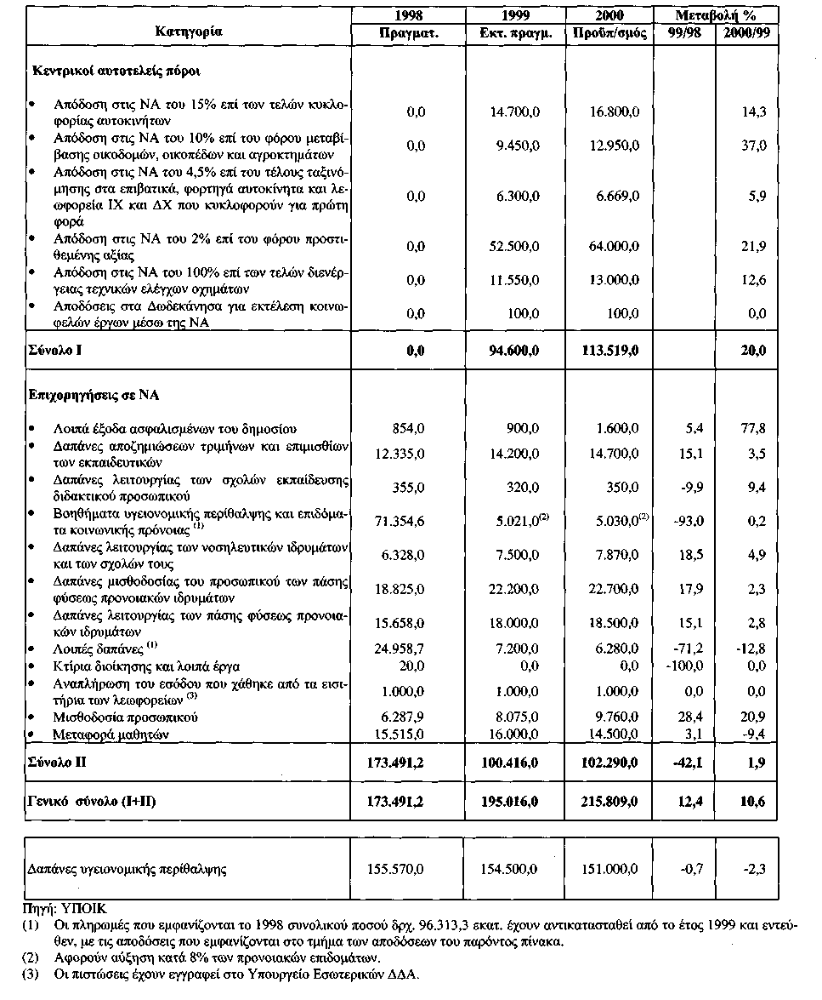 Κατηγορία 1998 1999 2000 Μεταβολή %
Πραγματ. Εκτ. πραγμ. Προϋπ/σμός 99/98 2000/99
Κεντρικοί αυτοτελείς πόροι
• Απόδοση στις ΝΑ του 15% επί των τελών κυκλο-
φορίας αυτοκινήτων 0,0 14.700,0 16.800,0 14,3
• Απόδοση στις ΝΑ του 10% επί του φόρου μεταβί-
βασης οικοδομών, οικοπέδων και αγροκτημάτων 0,0 9.450,0 12.950,0 37,0
• Απόδοση στις ΝΑ του 4,5% επί του τέλους ταξινό-
μησης στα επιβατικά, φορτηγά αυτοκίνητα και λε-
ωφορεία ΙΧ και ΔΧ που κυκλοφορούν για πρώτη
φορά 0,0 6.300,0 6.669,0 5,9
• Απόδοση στις ΝΑ του 2% επί του φόρου προστι-
θεμένης αξίας 0,0 52.500,0 64.000,0 21,9
• Απόδοση στις ΝΑ του 100% επί των τελών διενέρ-
γειας τεχνικών ελέγχων οχημάτων 0,0 11.550,0 13.000,0 12,6
• Αποδόσεις στα Δωδεκάνησα για εκτέλεση κοινω-
φελών έργων μέσω της ΝΑ 0,0 100,0 100,0 0,0
Σύνολο Ι 0,0 94.600,0 113.519,0 20,0
Επιχορηγήσεις σε ΝΑ
• Λοιπά έξοδα ασφαλισμένων του δημοσίου 854,0 900,0 1.600,0 5,4 77,8
• Δαπάνες αποζημιώσεων τριμήνων και επιμισθίων
των εκπαιδευτικών 12.335,0 14.200,0 14.700,0 15,1 3,5
• Δαπάνες λειτουργίας των σχολών εκπαίδευσης
διδακτικού προσωπικού 355,0 320,0 350,0 -9,9 9,4
• Βοηθήματα υγειονομικής περίθαλψης και επιδόμα-
τα κοινωνικής πρόνοιας (1) 71.354,6 5.021,0(2) 5.030,0(2) -93,0 0,2
• Δαπάνες λειτουργίας των νοσηλευτικών ιδρυμάτων
και των σχολών τους 6.328,0 7.500,0 7.870,0 18,5 4,9
• Δαπάνες μισθοδοσίας του προσωπικού των πάσης
φύσεως προνοιακών ιδρυμάτων 18.825,0 22.200,0 22.700,0 17,9 2,3
• Δαπάνες λειτουργίας των πάσης φύσεως προνοια-
κών ιδρυμάτων 15.658,0 18.000,0 18.500,0 15,1 2,8
• Λοιπές δαπάνες (1) 24.958,7 7.200,0 6.280,0 -71,2 -12,8
• Κτίρια διοίκησης και λοιπά έργα 20,0 0,0 0,0 -100,0 0,0
• Αναπλήρωση του εσόδου που χάθηκε από τα εισι-
τήρια των λεωφορείων (3) 1.000,0 1.000,0 1.000,0 0,0 0,0
• Μισθοδοσία προσωπικού 6.287,9 8.075,0 9.760,0 28,4 20,9
• Μεταφορά μαθητών 15.515,0 16.000,0 14.500,0 3,1 -9,4
Σύνολο ΙΙ 173.491,2 100.416,0 102.290,0 -42,1 1,9
Γενικό σύνολο (Ι+ΙΙ) 173.491,2 195.016,0 215.809,0 12,4 10,6
Δαπάνες υγειονομικής περίθαλψης 155.570,0 154.500,0 151.000,0 -0,7 -2,3
Πηγή: ΥΠΟΙΚ
(1) Οι πληρωμές που εμφανίζονται το 1998 συνολικού ποσού δρχ. 96.313,3 εκατ. έχουν αντικατασταθεί από το έτος 1999 και εντεύ-
θεν, με τις αποδόσεις που εμφανίζονται στο τμήμα των αποδόσεων του παρόντος πίνακα.
(2) Αφορούν αύξηση κατά 8% των προνοιακών επιδομάτων.
(3) Οι πιστώσεις έχουν εγγραφεί στο Υπουργείο Εσωτερικών ΔΔΑ.